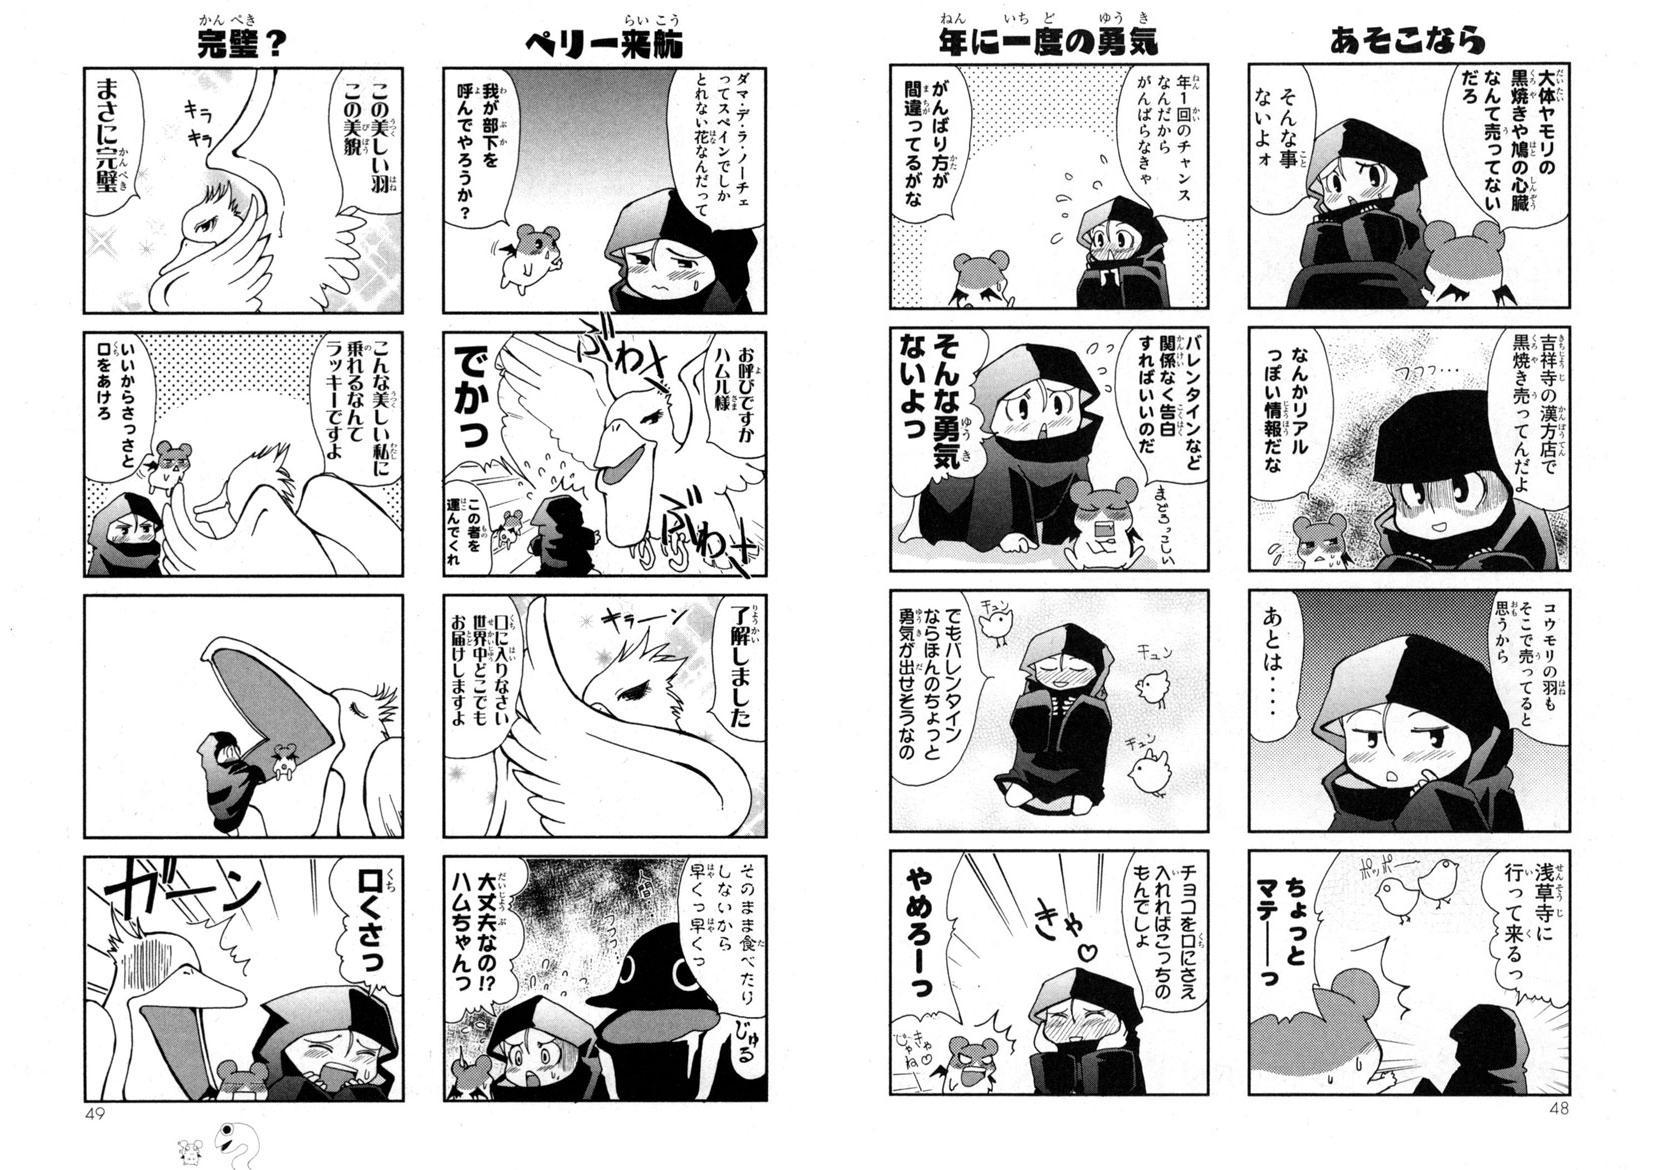 あそこなら
大体ヤモリの
黒焼きや鳩の心臓
なんて売ってない
だろ
そんな事
ないよォ
吉祥寺の漢方店で
黒焼き売ってんだよ
フフフ・・・
なんかリアル
っぽい情報だな
コウモリの羽も
そこで売ってると
思うから
あとは・・・・
浅草寺に
行って来るっ
ポッポー
ちょっと
マテ――っ
年に一度の勇気
年1回のチャンス
なんだから
がんばらなきゃ
がんばり方が
間違ってるがな
バレンタインなど
関係なく告白
すればいいのだ
まどろっこしい
そんな勇気
ないよっ
キュン
キュン
キュン
でもバレンタイン
ならほんのちょっと
勇気が出せそうなの
チョコを口にさえ
入れればこっちの
もんでしょ
きゃ♡
やめろーっ
きゃ♡
じゃねー
48
ペリー来航
ダマ・デ・ラ・ノーチェ
ってスペインでしか
とれない花なんだって
我が部下を
呼んでやろうか?
ぶわっ
お呼びですか
ハムル様
でかっ
ぶわっ
この者を
運んでくれ
了解しました
キラーン
口に入りなさい
世界中どこでも
お届けしますよ
そのまま食べたり
しないから
早くっ早くっ
人間・・・
フフフ
じゅる
大丈夫なの!?
ハムちゃんっ
完璧?
この美しい羽
この美貌
キラ
キラ
まさに完璧
こんな美しい私に
乗れるなんて
ラッキーですよ
いいからさっさと
口をあけろ
口くさっ
ガーン
49